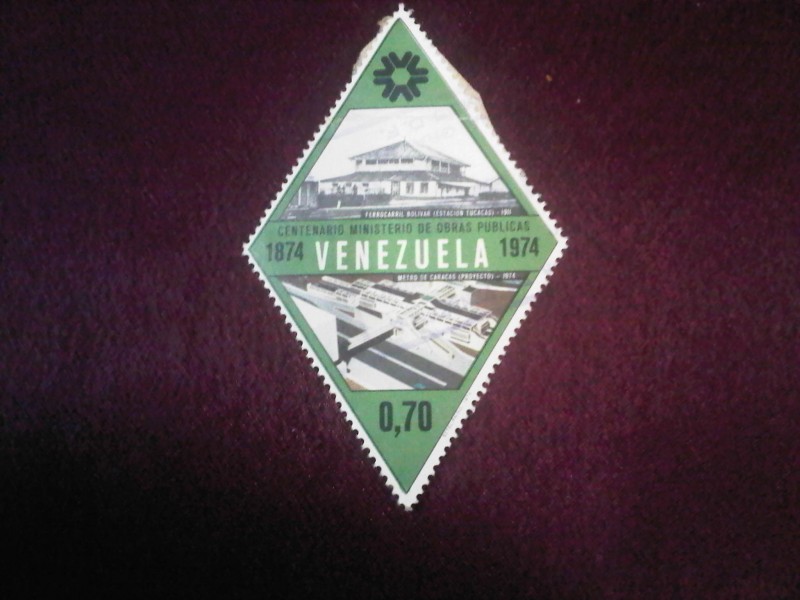 FERROCARRIL BOLIVAR (ESTACION TUCACAS) - 1911
CENTENARIO MINISTERIO DE OBRAS PUBLICAS
1874 VENEZUELA 1974
METRO DE CARACAS (PROYECTO) - 1974
0,70